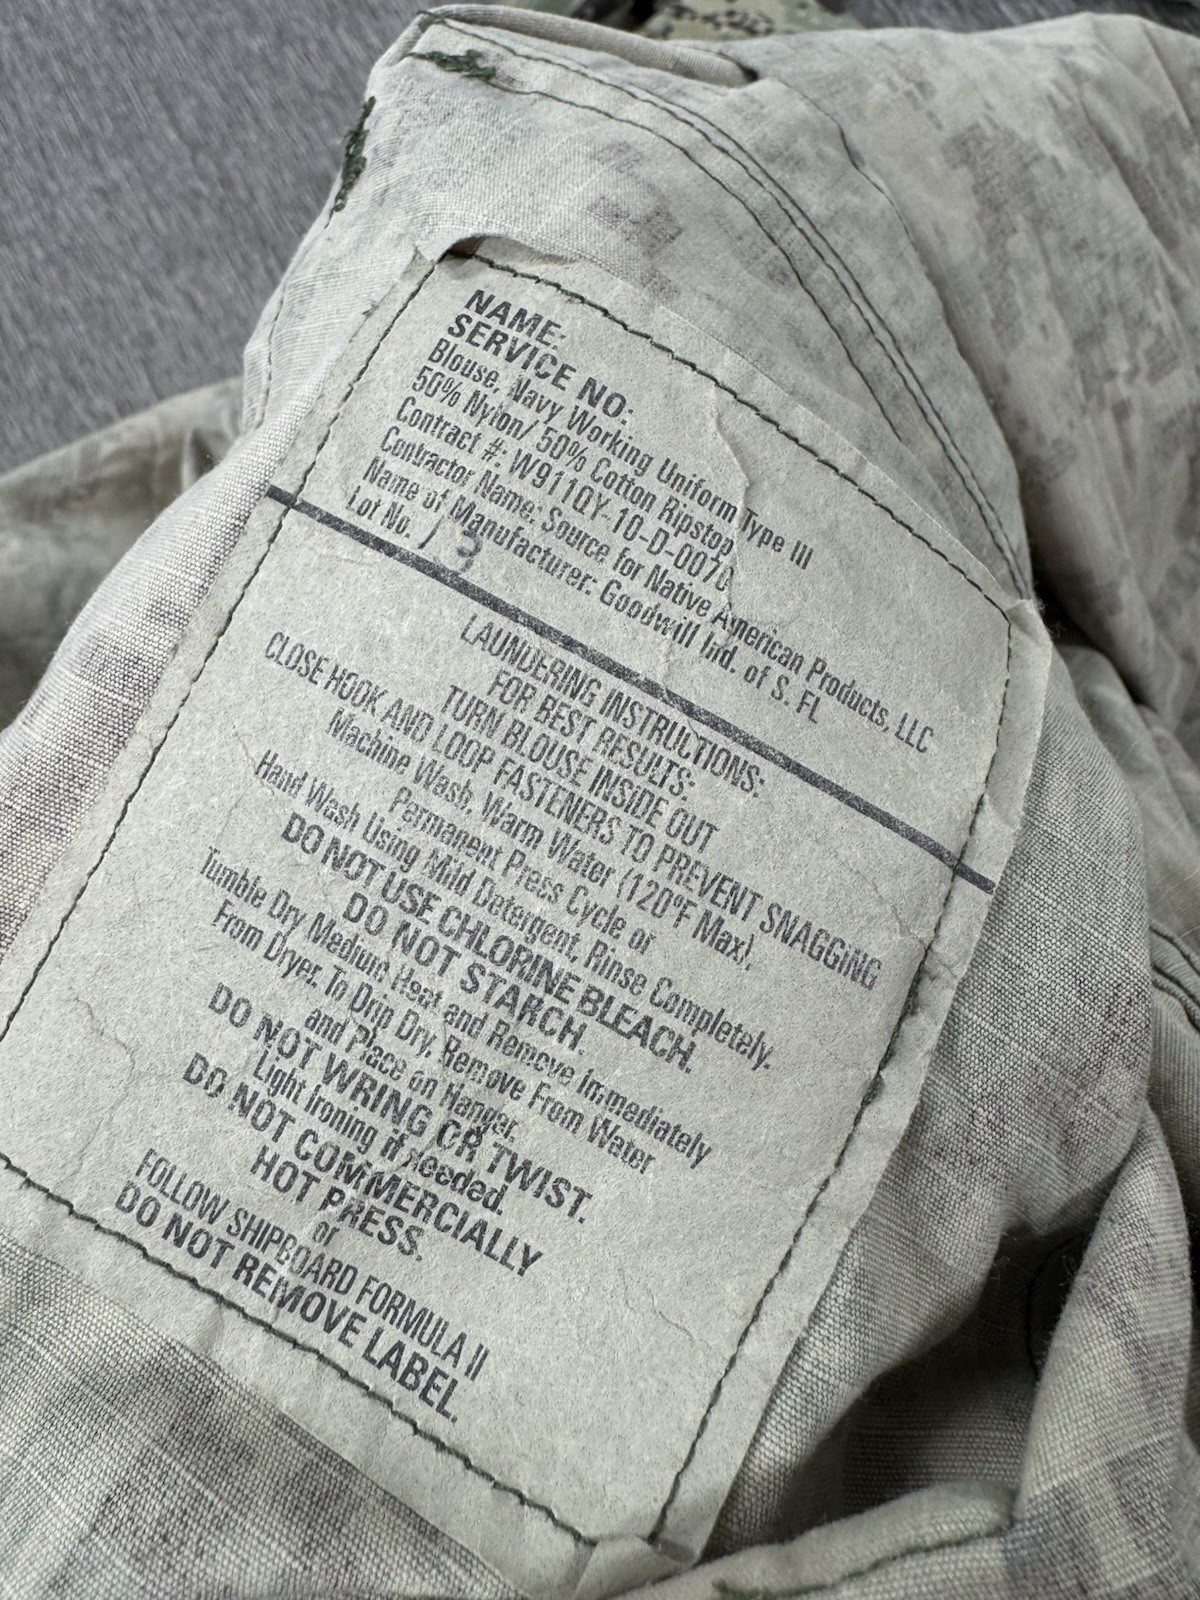 NAME:
SERVICE NO:
Blouse, Navy Working Uniform Type III
50% Nylon/ 50% Cotton Ripstop
Contract #: W911QY-10-D-0070
Contractor Name: Source for Native American Products, LLC
Name of Manufacturer: Goodwill Ind. of S. FL
Lot No. 13
LAUNDERING INSTRUCTIONS:
FOR BEST RESULTS:
TURN BLOUSE INSIDE OUT
CLOSE HOOK AND LOOP FASTENERS TO PREVENT SNAGGING
Machine Wash, Warm Water (120°F Max),
Permanent Press Cycle or
Hand Wash Using Mild Detergent, Rinse Completely.
DO NOT USE CHLORINE BLEACH.
DO NOT STARCH.
Tumble Dry Medium Heat and Remove Immediately
From Dryer. To Drip Dry, Remove From Water
and Place on Hanger.
DO NOT WRING OR TWIST.
Light Ironing if needed.
DO NOT COMMERCIALLY
HOT PRESS.
or
FOLLOW SHIPBOARD FORMULA II
DO NOT REMOVE LABEL.